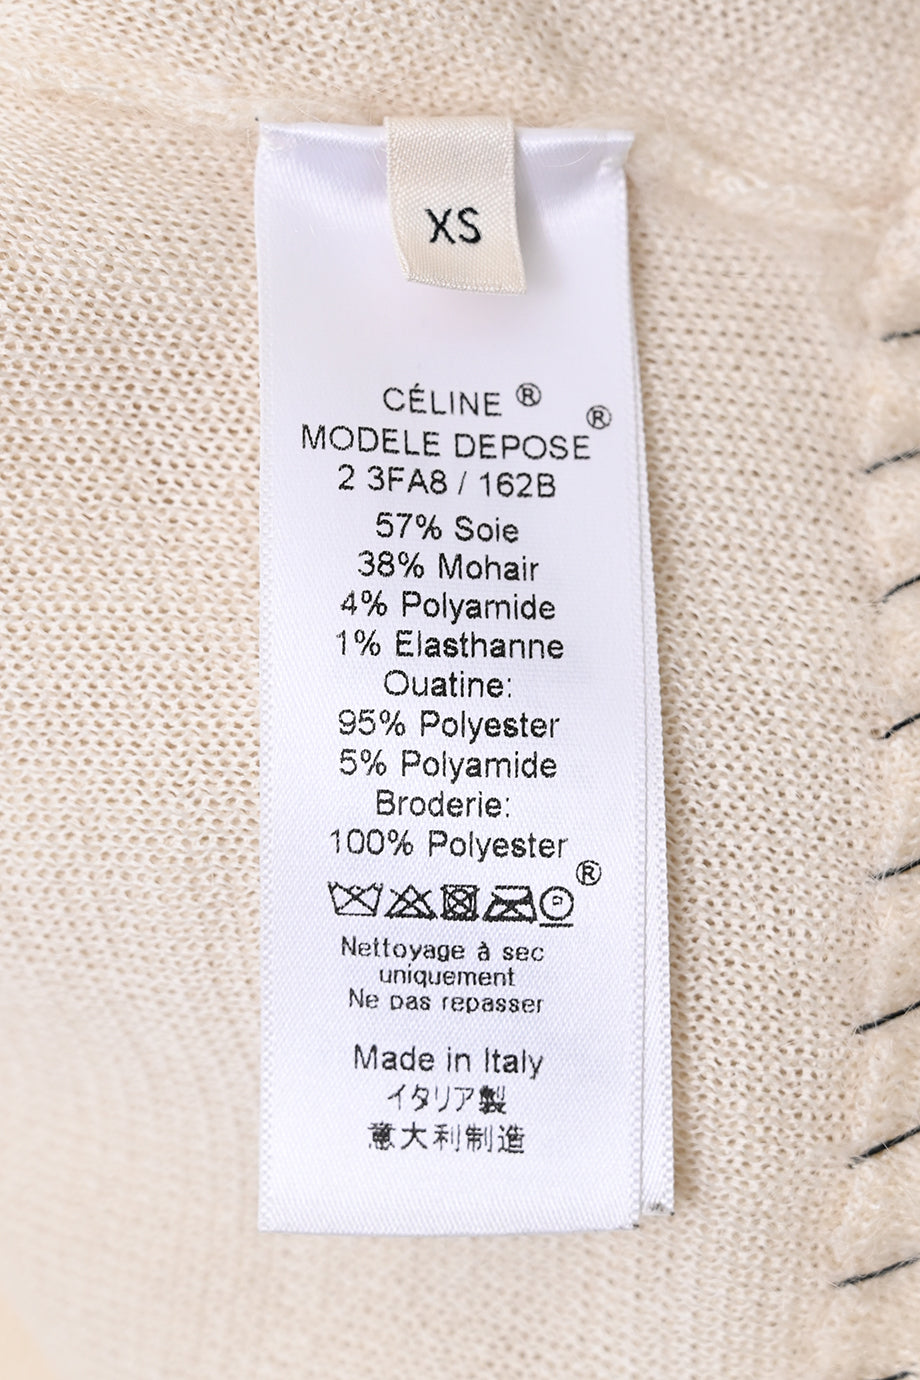 XS
CÉLINE ®
MODELE DEPOSE ®
2 3FA8 / 162B
57% Soie
38% Mohair
4% Polyamide
1% Elasthanne
Ouatine:
95% Polyester
5% Polyamide
Broderie:
100% Polyester
P ®
Nettoyage à sec
uniquement
Ne pas repasser
Made in Italy
イタリア製
意大利制造